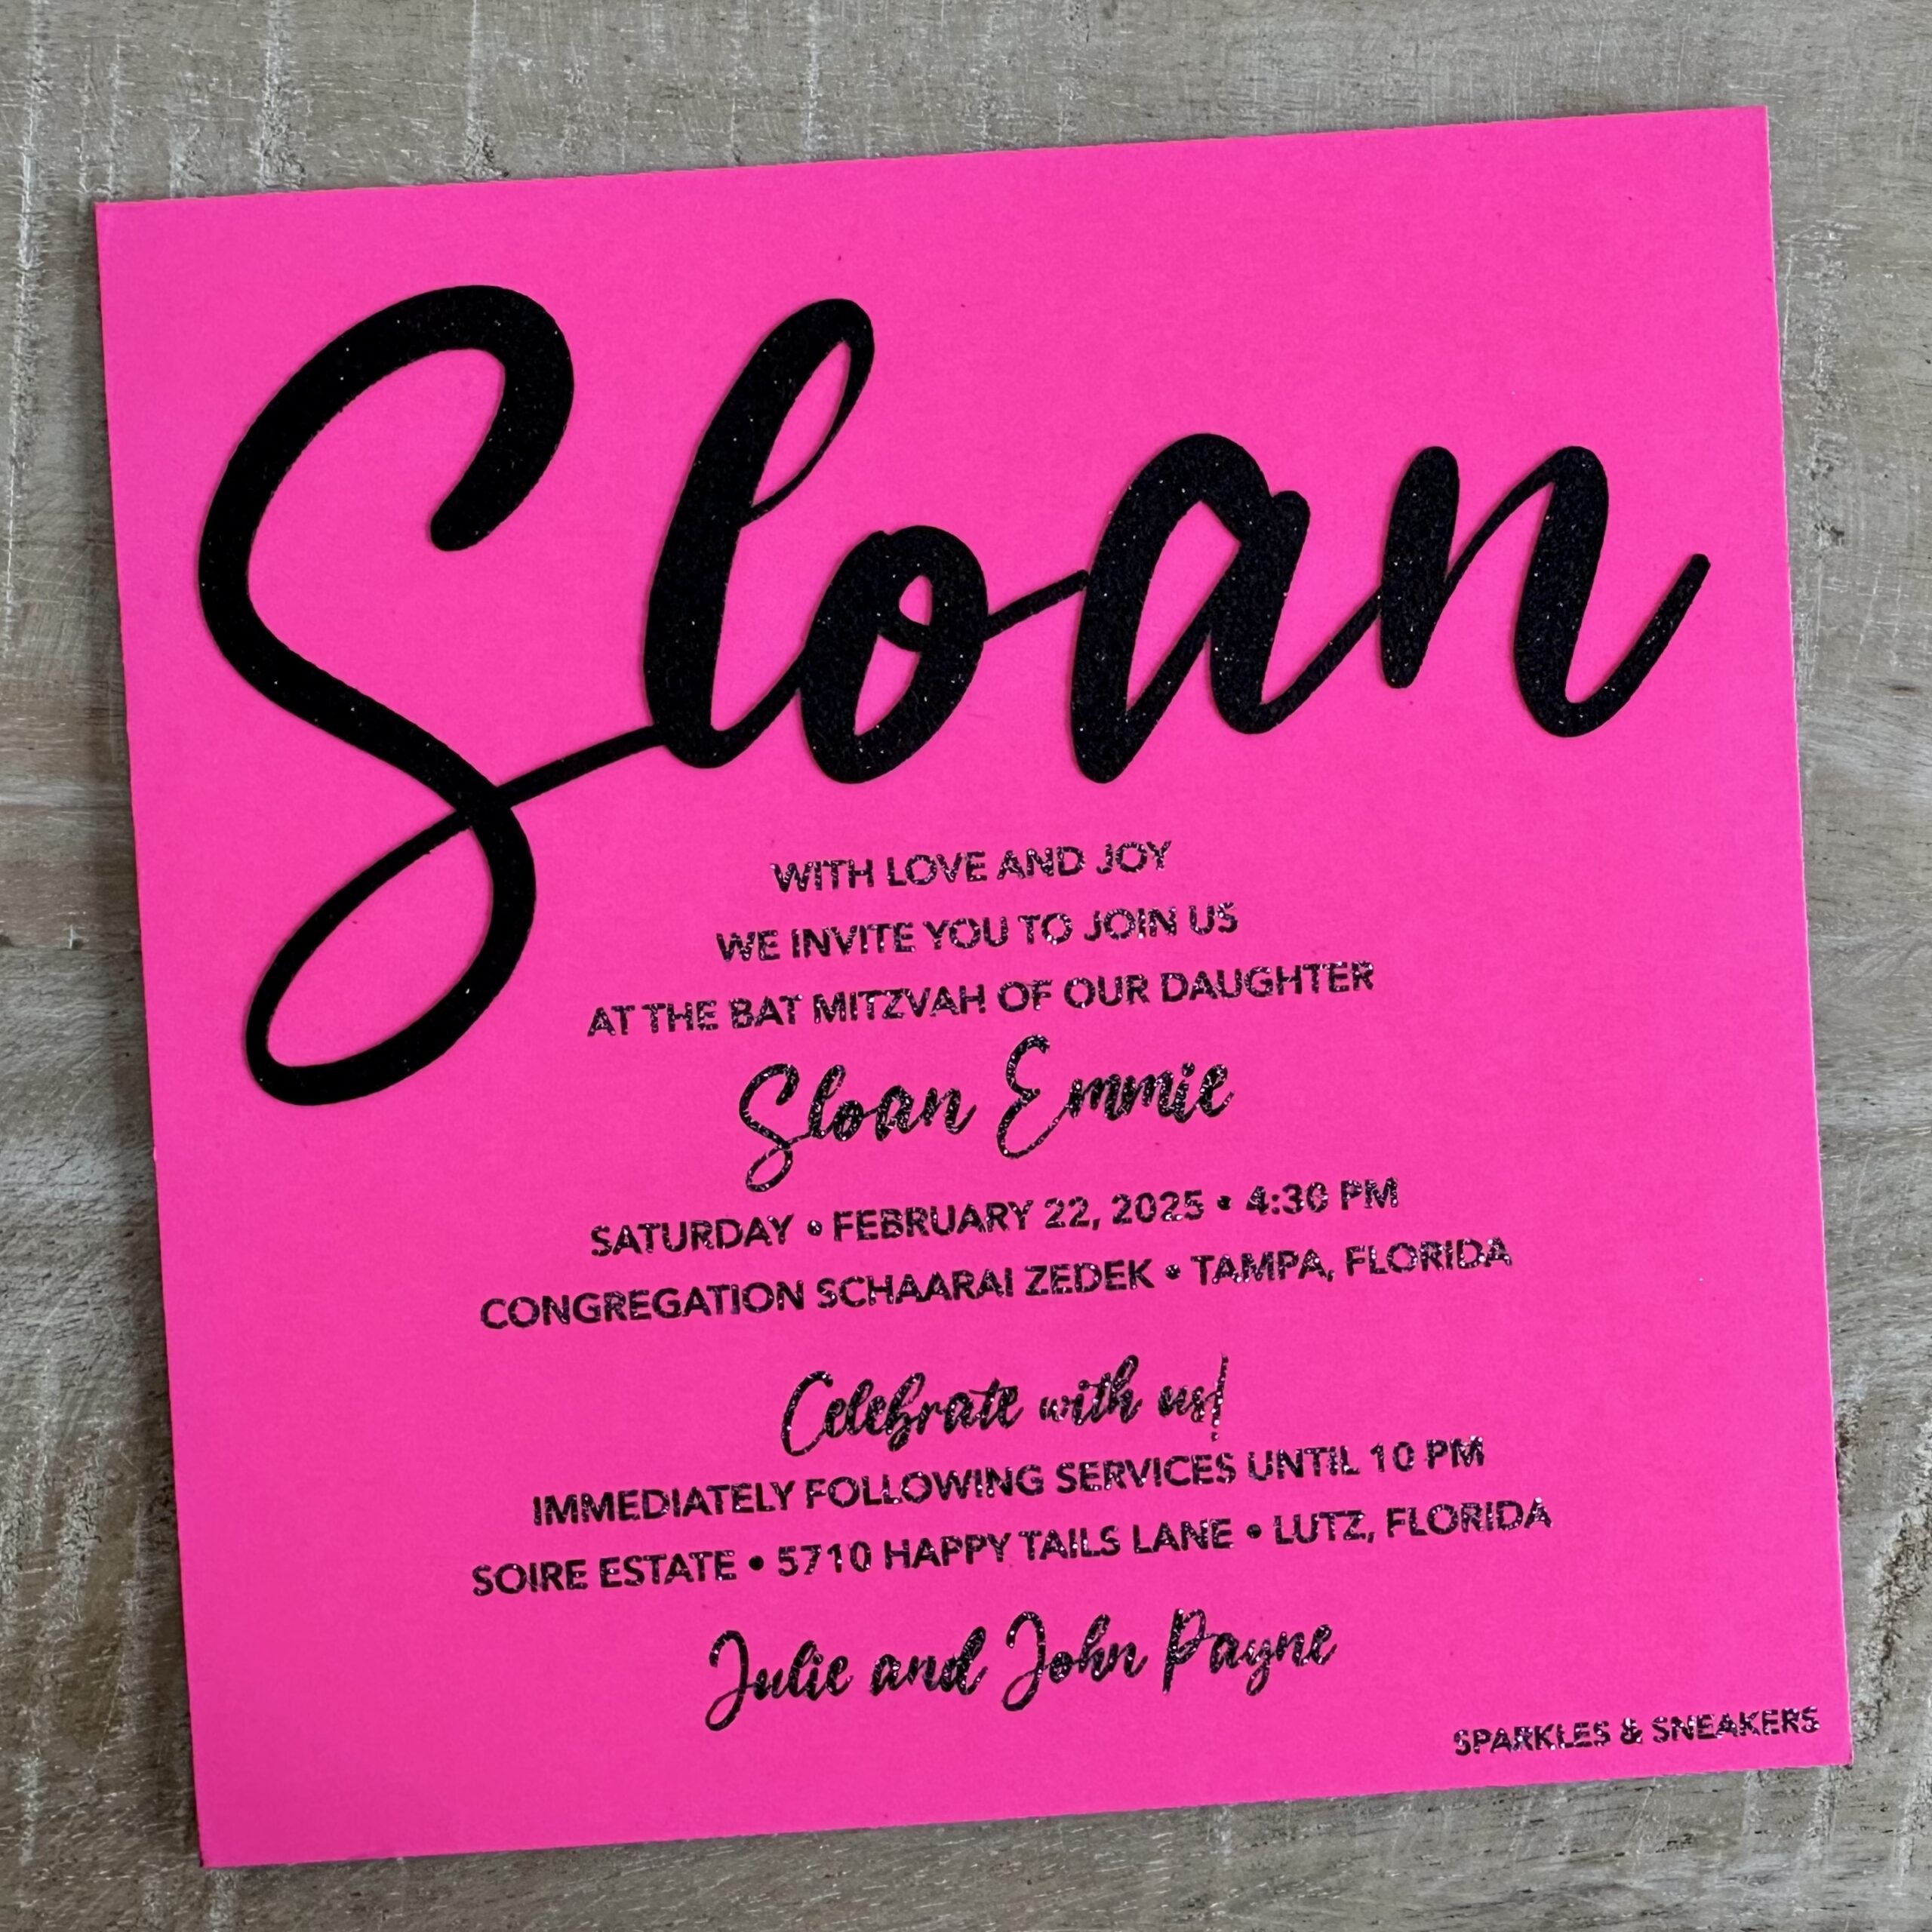 Sloan
WITH LOVE AND JOY
WE INVITE YOU TO JOIN US
AT THE BAT MITZVAH OF OUR DAUGHTER
Sloan Emmie
SATURDAY • FEBRUARY 22, 2025 • 4:30 PM
CONGREGATION SCHAARAI ZEDEK • TAMPA, FLORIDA
Celebrate with us!
IMMEDIATELY FOLLOWING SERVICES UNTIL 10 PM
SOIRE ESTATE • 5710 HAPPY TAILS LANE • LUTZ, FLORIDA
Julie and John Payne
SPARKLES & SNEAKERS